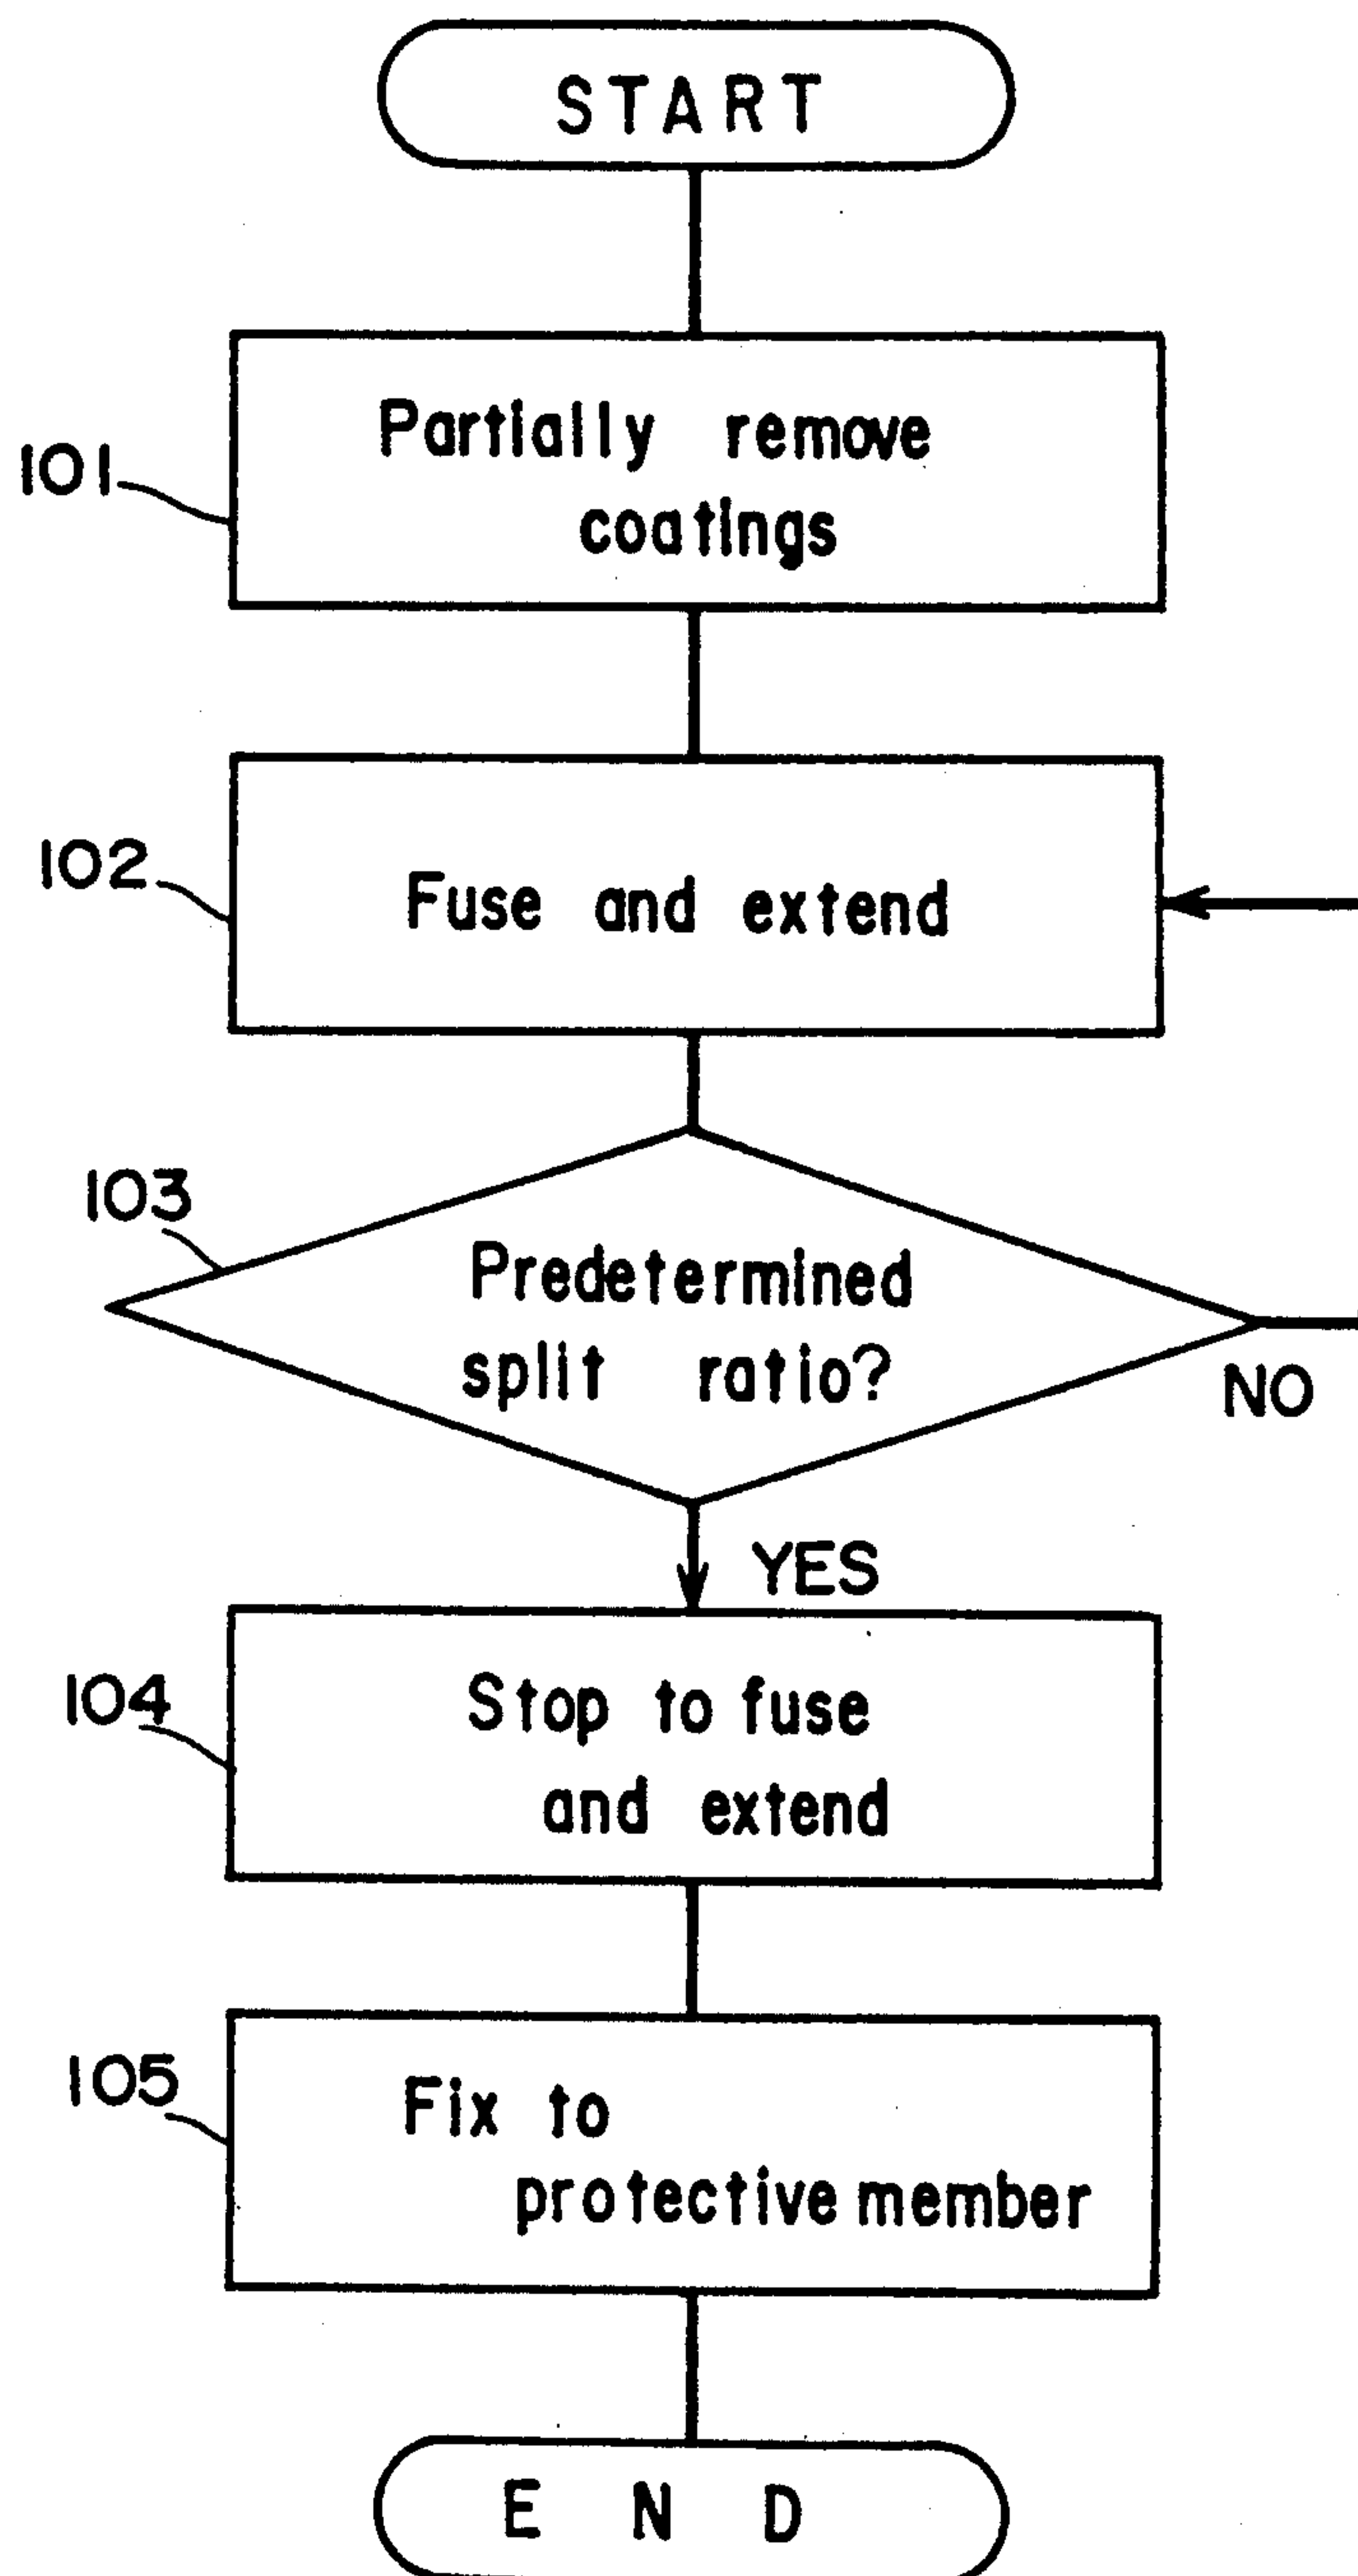 START
Partially remove
coatings
101
Fuse and extend
102
103
Predetermined
split ratio?
NO
YES
104
Stop to fuse
and extend
105
Fix to
protective member
END